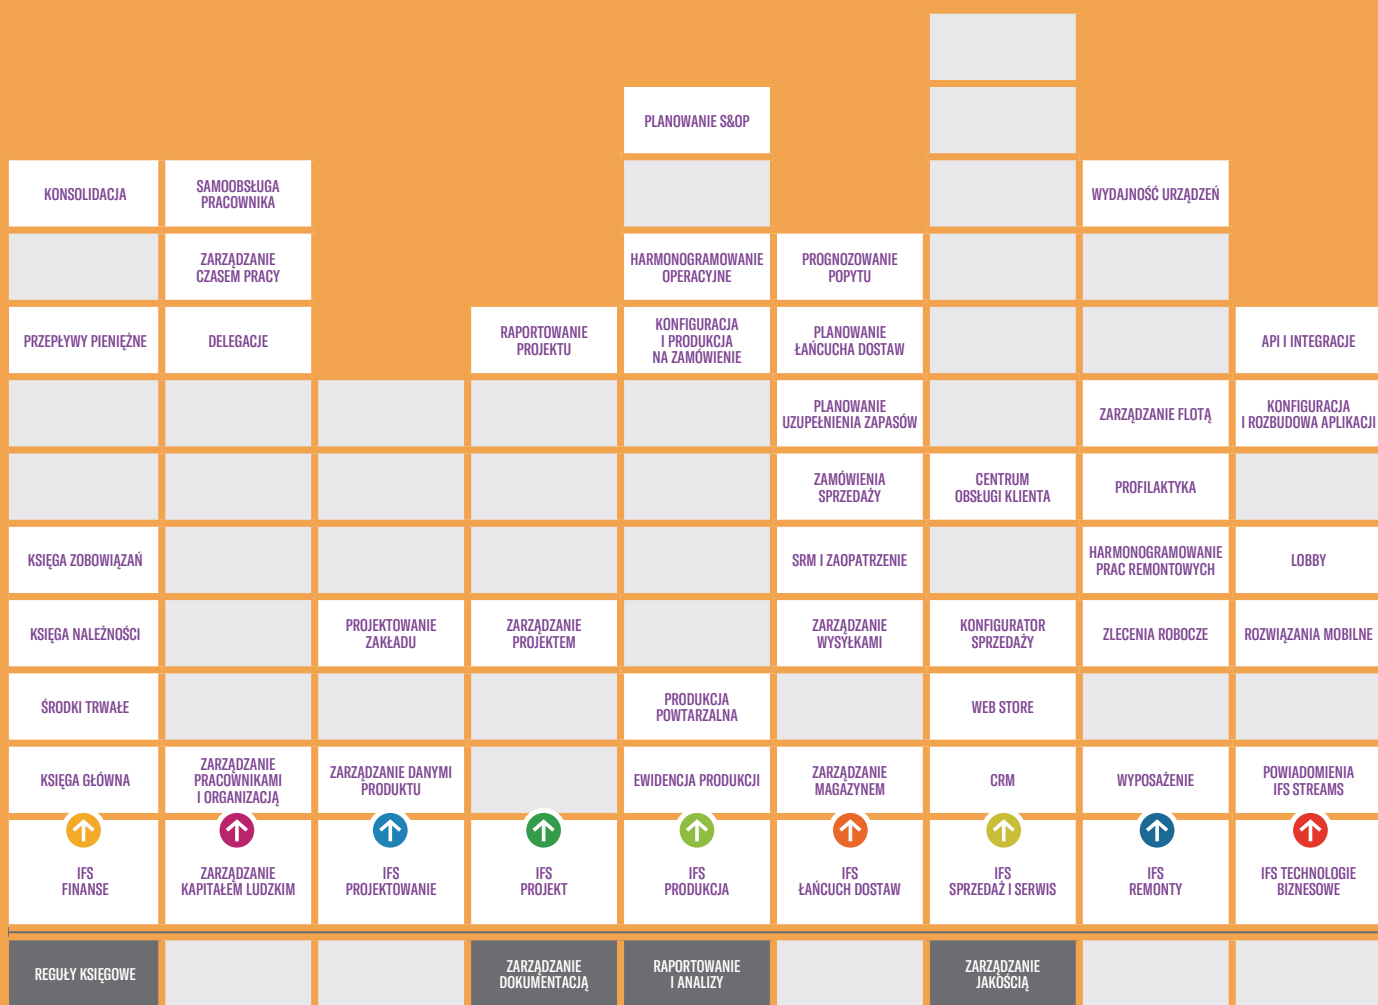 PLANOWANIE S&OP
KONSOLIDACJA
SAMOOBSŁUGA
PRACOWNIKA
WYDAJNOŚĆ URZĄDZEŃ
ZARZĄDZANIE
CZASEM PRACY
HARMONOGRAMOWANIE
OPERACYJNE
PROGNOZOWANIE
POPYTU
PRZEPŁYWY PIENIĘŻNE
DELEGACJE
RAPORTOWANIE
PROJEKTU
KONFIGURACJA
I PRODUKCJA
NA ZAMÓWIENIE
PLANOWANIE
ŁAŃCUCHA DOSTAW
API I INTEGRACJE
PLANOWANIE
UZUPEŁNIENIA ZAPASÓW
ZARZĄDZANIE FLOTĄ
KONFIGURACJA
I ROZBUDOWA APLIKACJI
ZAMÓWIENIA
SPRZEDAŻY
CENTRUM
OBSŁUGI KLIENTA
PROFILAKTYKA
KSIĘGA ZOBOWIĄZAŃ
SRM I ZAOPATRZENIE
HARMONOGRAMOWANIE
PRAC REMONTOWYCH
LOBBY
KSIĘGA NALEŻNOŚCI
PROJEKTOWANIE
ZAKŁADU
ZARZĄDZANIE
PROJEKTEM
ZARZĄDZANIE
WYSYŁKAMI
KONFIGURATOR
SPRZEDAŻY
ZLECENIA ROBOCZE
ROZWIĄZANIA MOBILNE
ŚRODKI TRWAŁE
PRODUKCJA
POWTARZALNA
WEB STORE
KSIĘGA GŁÓWNA
ZARZĄDZANIE
PRACOWNIKAMI
I ORGANIZACJĄ
ZARZĄDZANIE DANYMI
PRODUKTU
EWIDENCJA PRODUKCJI
ZARZĄDZANIE
MAGAZYNEM
CRM
WYPOSAŻENIE
POWIADOMIENIA
IFS STREAMS
IFS
FINANSE
ZARZĄDZANIE
KAPITAŁEM LUDZKIM
IFS
PROJEKTOWANIE
IFS
PROJEKT
IFS
PRODUKCJA
IFS
ŁAŃCUCH DOSTAW
IFS
SPRZEDAŻ I SERWIS
IFS
REMONTY
IFS TECHNOLOGIE
BIZNESOWE
REGUŁY KSIĘGOWE
ZARZĄDZANIE
DOKUMENTACJĄ
RAPORTOWANIE
I ANALIZY
ZARZĄDZANIE
JAKOŚCIĄ